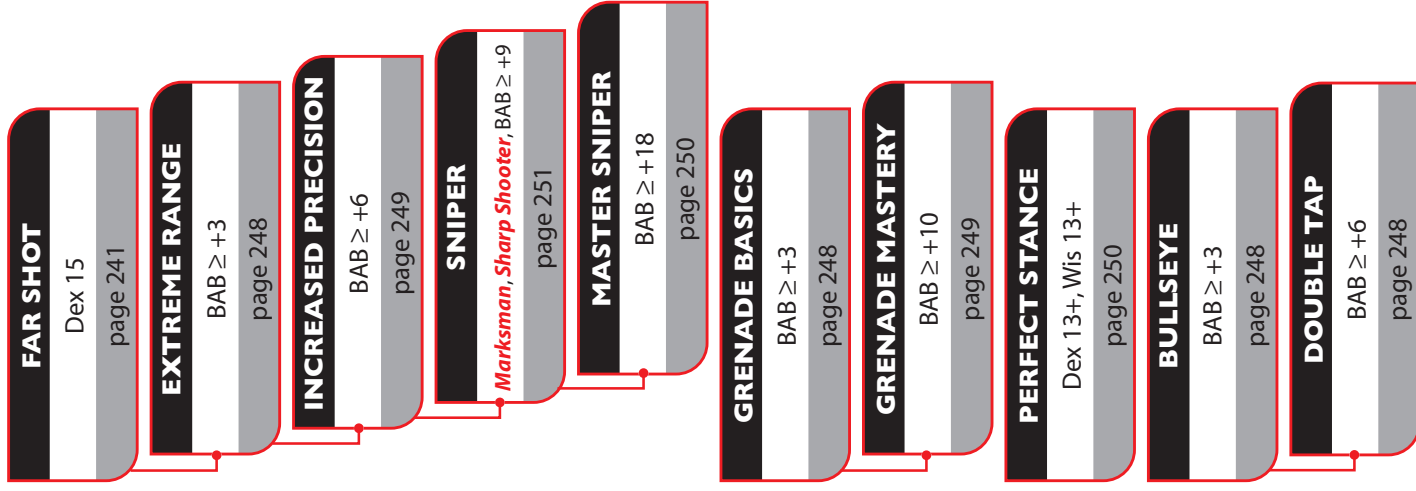 FAR SHOT
Dex 15
page 241
EXTREME RANGE
BAB ≥ +3
page 248
INCREASED PRECISION
BAB ≥ +6
page 249
SNIPER
Marksman, Sharp Shooter, BAB ≥ +9
page 251
MASTER SNIPER
BAB ≥ +18
page 250
GRENADE BASICS
BAB ≥ +3
page 248
GRENADE MASTERY
BAB ≥ +10
page 249
PERFECT STANCE
Dex 13+, Wis 13+
page 250
BULLSEYE
BAB ≥ +3
page 248
DOUBLE TAP
BAB ≥ +6
page 248